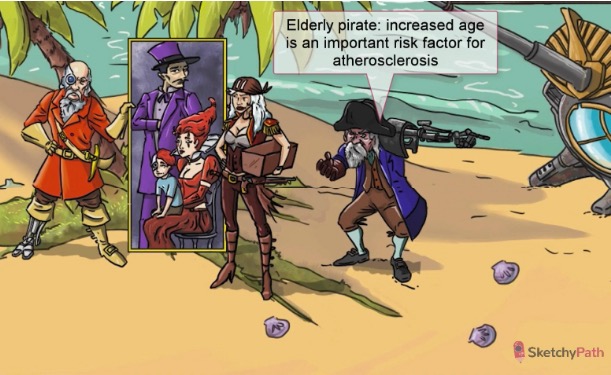 Elderly pirate: increased age
is an important risk factor for
atherosclerosis
SketchyPath